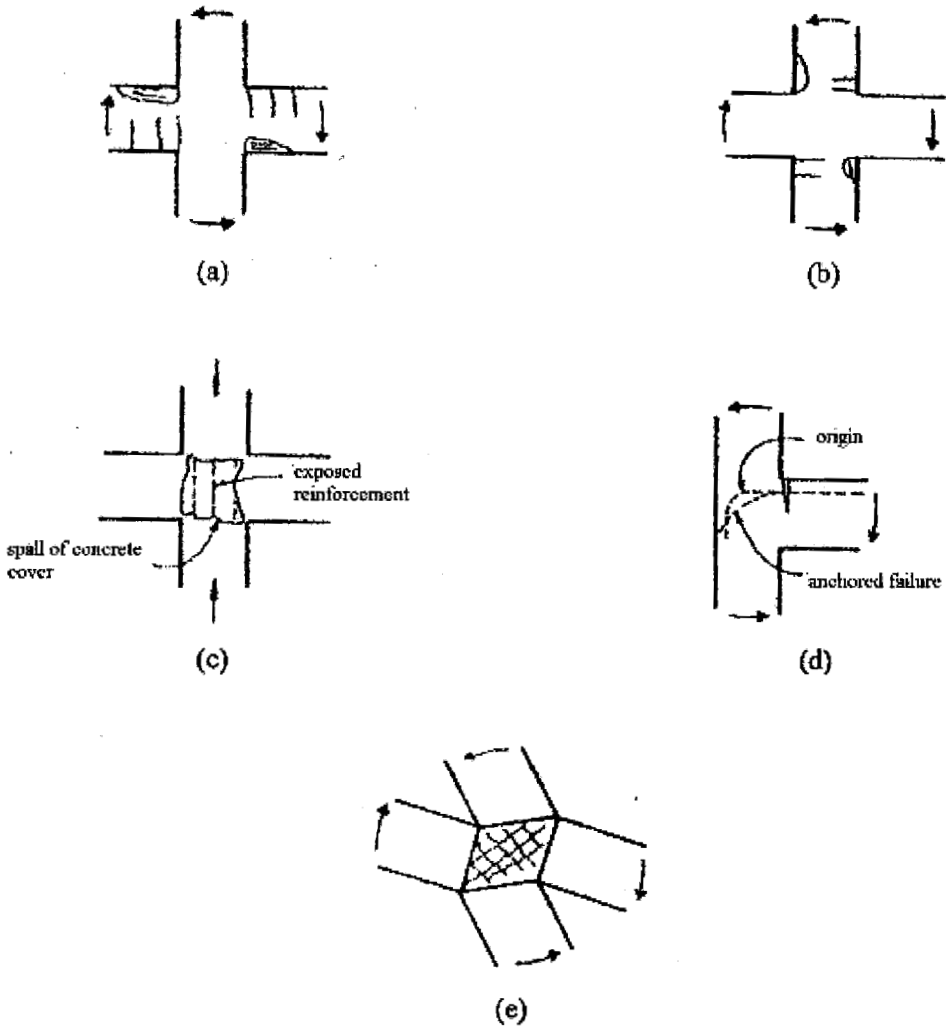 (a)
(b)
exposed
reinforcement
spall of concrete
cover
(c)
origin
anchored failure
(d)
(e)